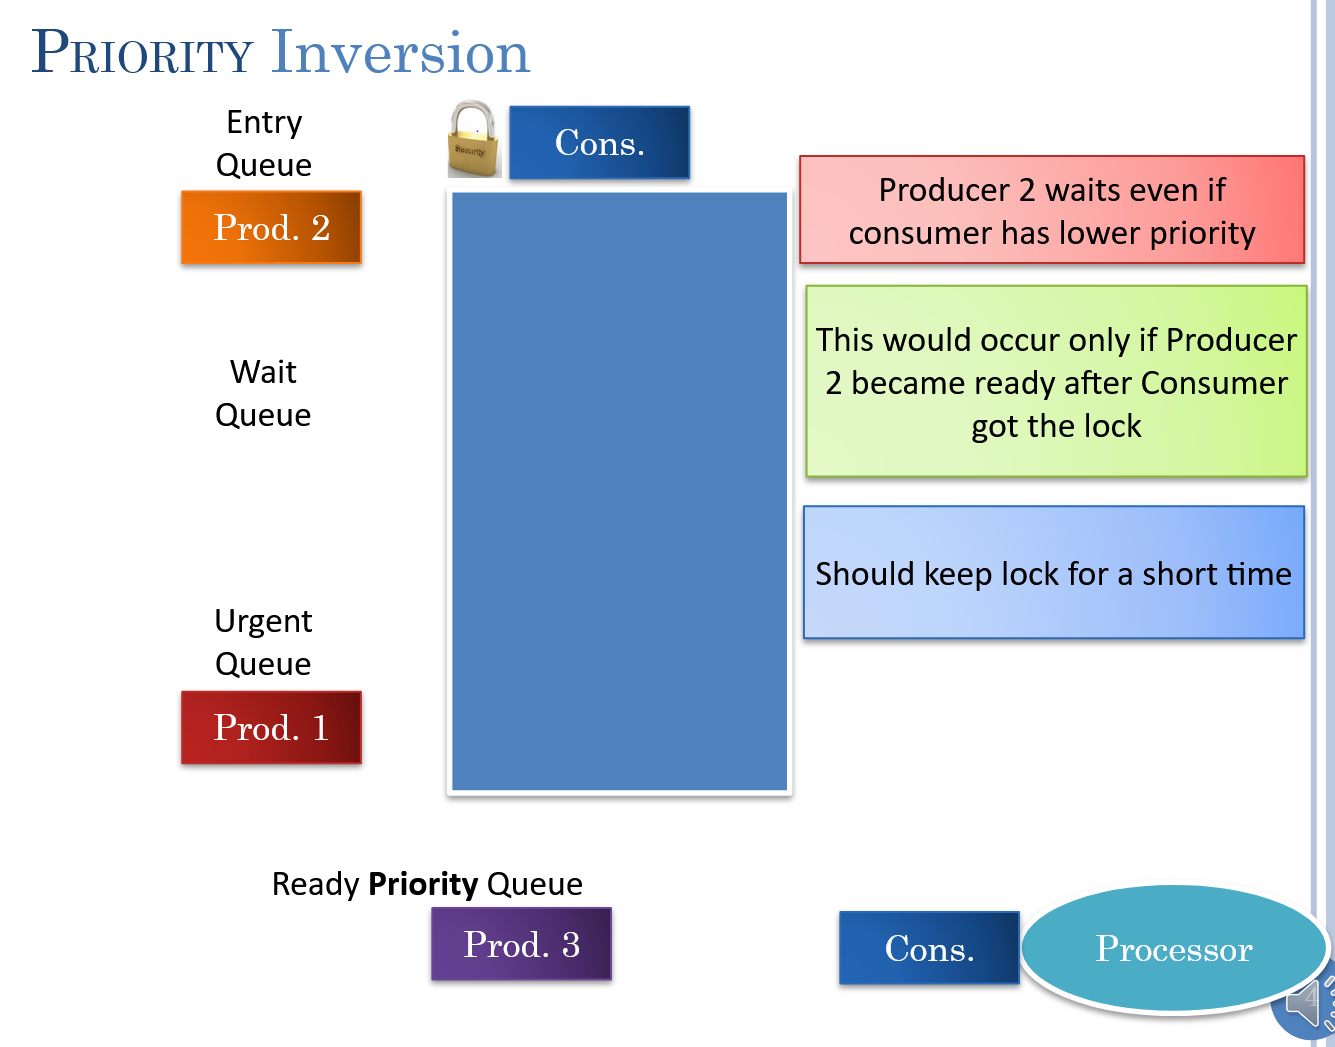 PRIORITY Inversion
Entry
Queue
Security
Cons.
Prod. 2
Producer 2 waits even if
consumer has lower priority
This would occur only if Producer
2 became ready after Consumer
got the lock
Wait
Queue
Should keep lock for a short time
Urgent
Queue
Prod. 1
Ready Priority Queue
Prod. 3
Cons.
Processor
4